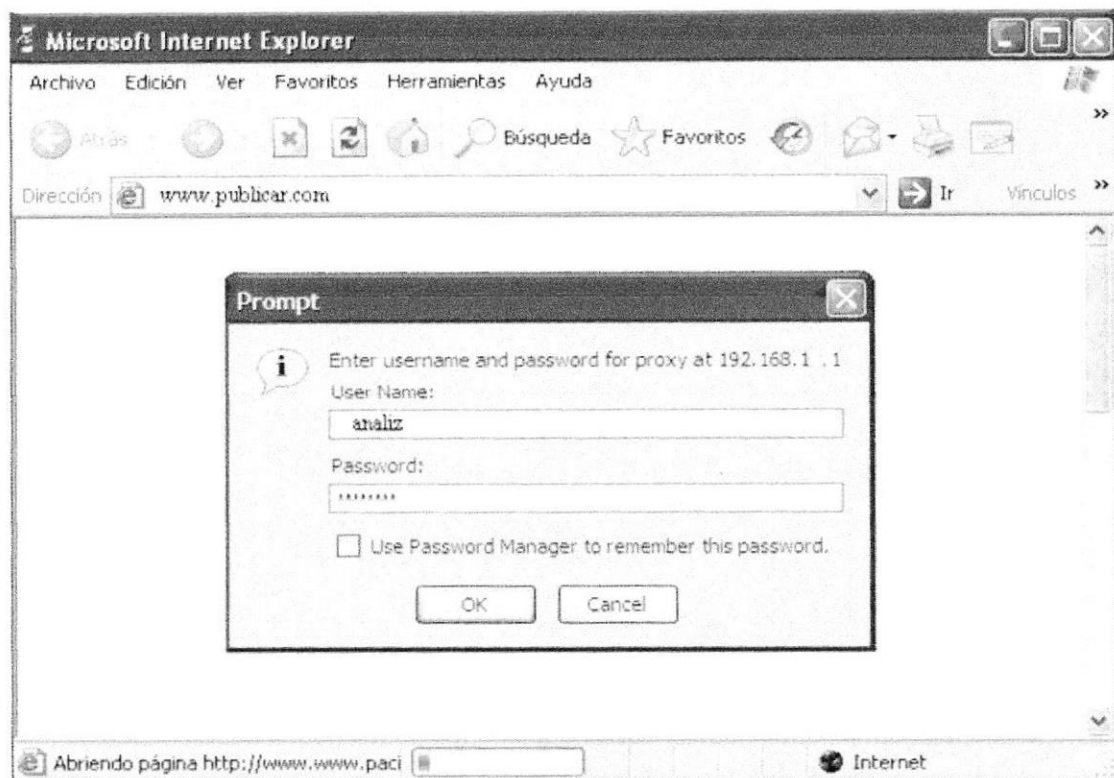 Microsoft Internet Explorer
Archivo Edición Ver Favoritos Herramientas Ayuda
Atrás Búsqueda Favoritos
Dirección www.publicar.com Ir Vínculos
Prompt
Enter username and password for proxy at 192.168.1 .1
User Name:
analiz
Password:
********
Use Password Manager to remember this password.
OK Cancel
Abriendo página http://www.www.paci Internet